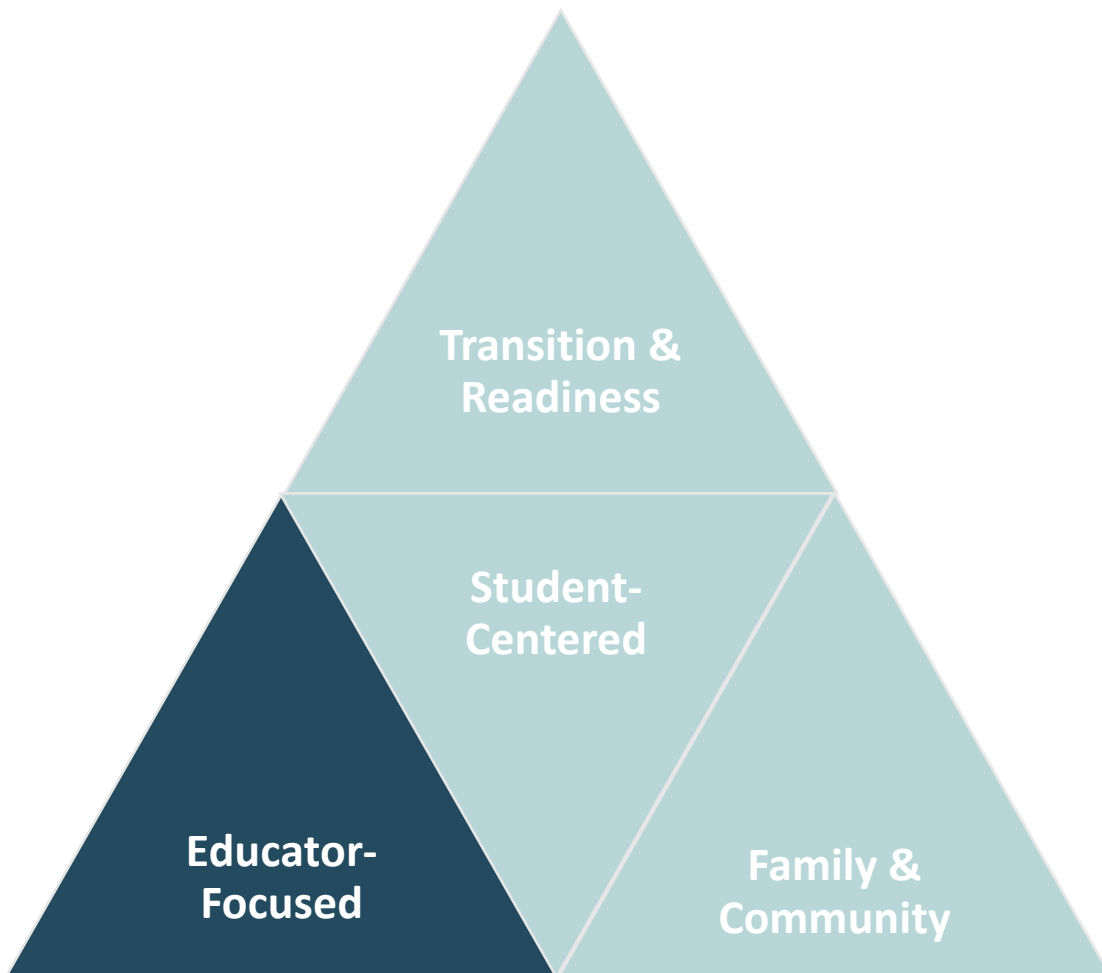 Transition &
Readiness
Student-
Centered
Educator-
Focused
Family &
Community